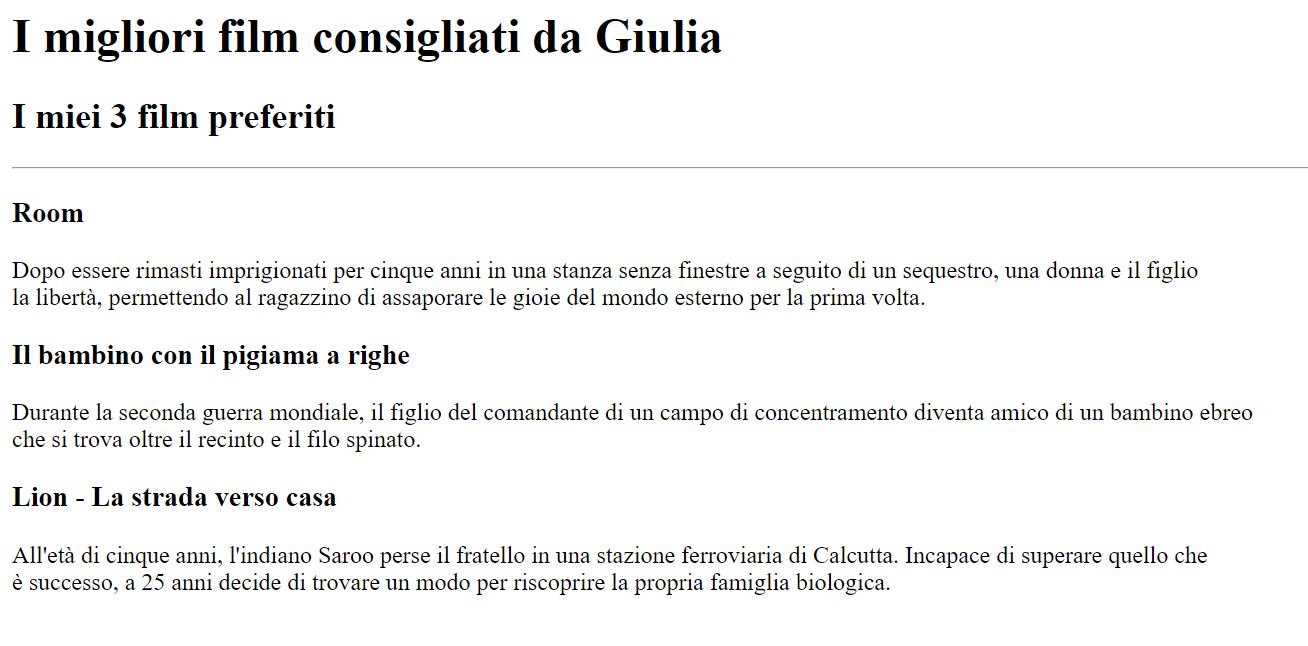 I migliori film consigliati da Giulia
I miei 3 film preferiti
Room
Dopo essere rimasti imprigionati per cinque anni in una stanza senza finestre a seguito di un sequestro, una donna e il figlio
la libertà, permettendo al ragazzino di assaporare le gioie del mondo esterno per la prima volta.
Il bambino con il pigiama a righe
Durante la seconda guerra mondiale, il figlio del comandante di un campo di concentramento diventa amico di un bambino ebreo
che si trova oltre il recinto e il filo spinato.
Lion - La strada verso casa
All'età di cinque anni, l'indiano Saroo perse il fratello in una stazione ferroviaria di Calcutta. Incapace di superare quello che
è successo, a 25 anni decide di trovare un modo per riscoprire la propria famiglia biologica.